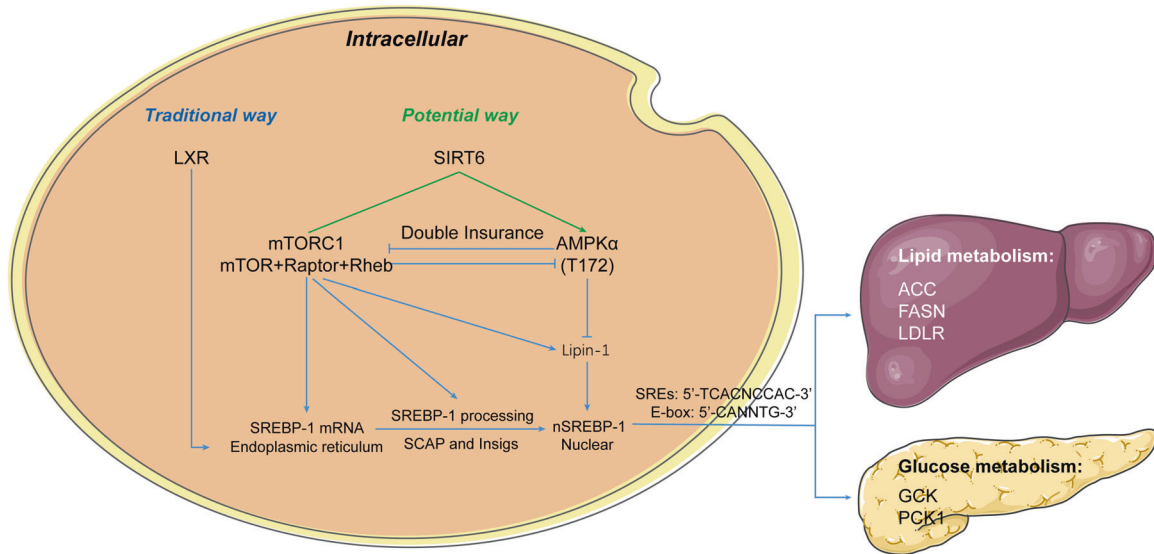 Intracellular
Traditional way
Potential way
LXR
SIRT6
mTORC1
mTOR+Raptor+Rheb
Double Insurance
AMPKα
(T172)
Lipin-1
SREBP-1 mRNA
Endoplasmic reticulum
SREBP-1 processing
SCAP and Insigs
nSREBP-1
Nuclear
SREs: 5'-TCACNCCAC-3'
E-box: 5'-CANNTG-3'
Lipid metabolism:
ACC
FASN
LDLR
Glucose metabolism:
GCK
PCK1